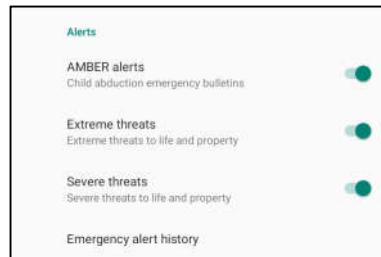 Alerts
AMBER alerts
Child abduction emergency bulletins
Extreme threats
Extreme threats to life and property
Severe threats
Severe threats to life and property
Emergency alert history